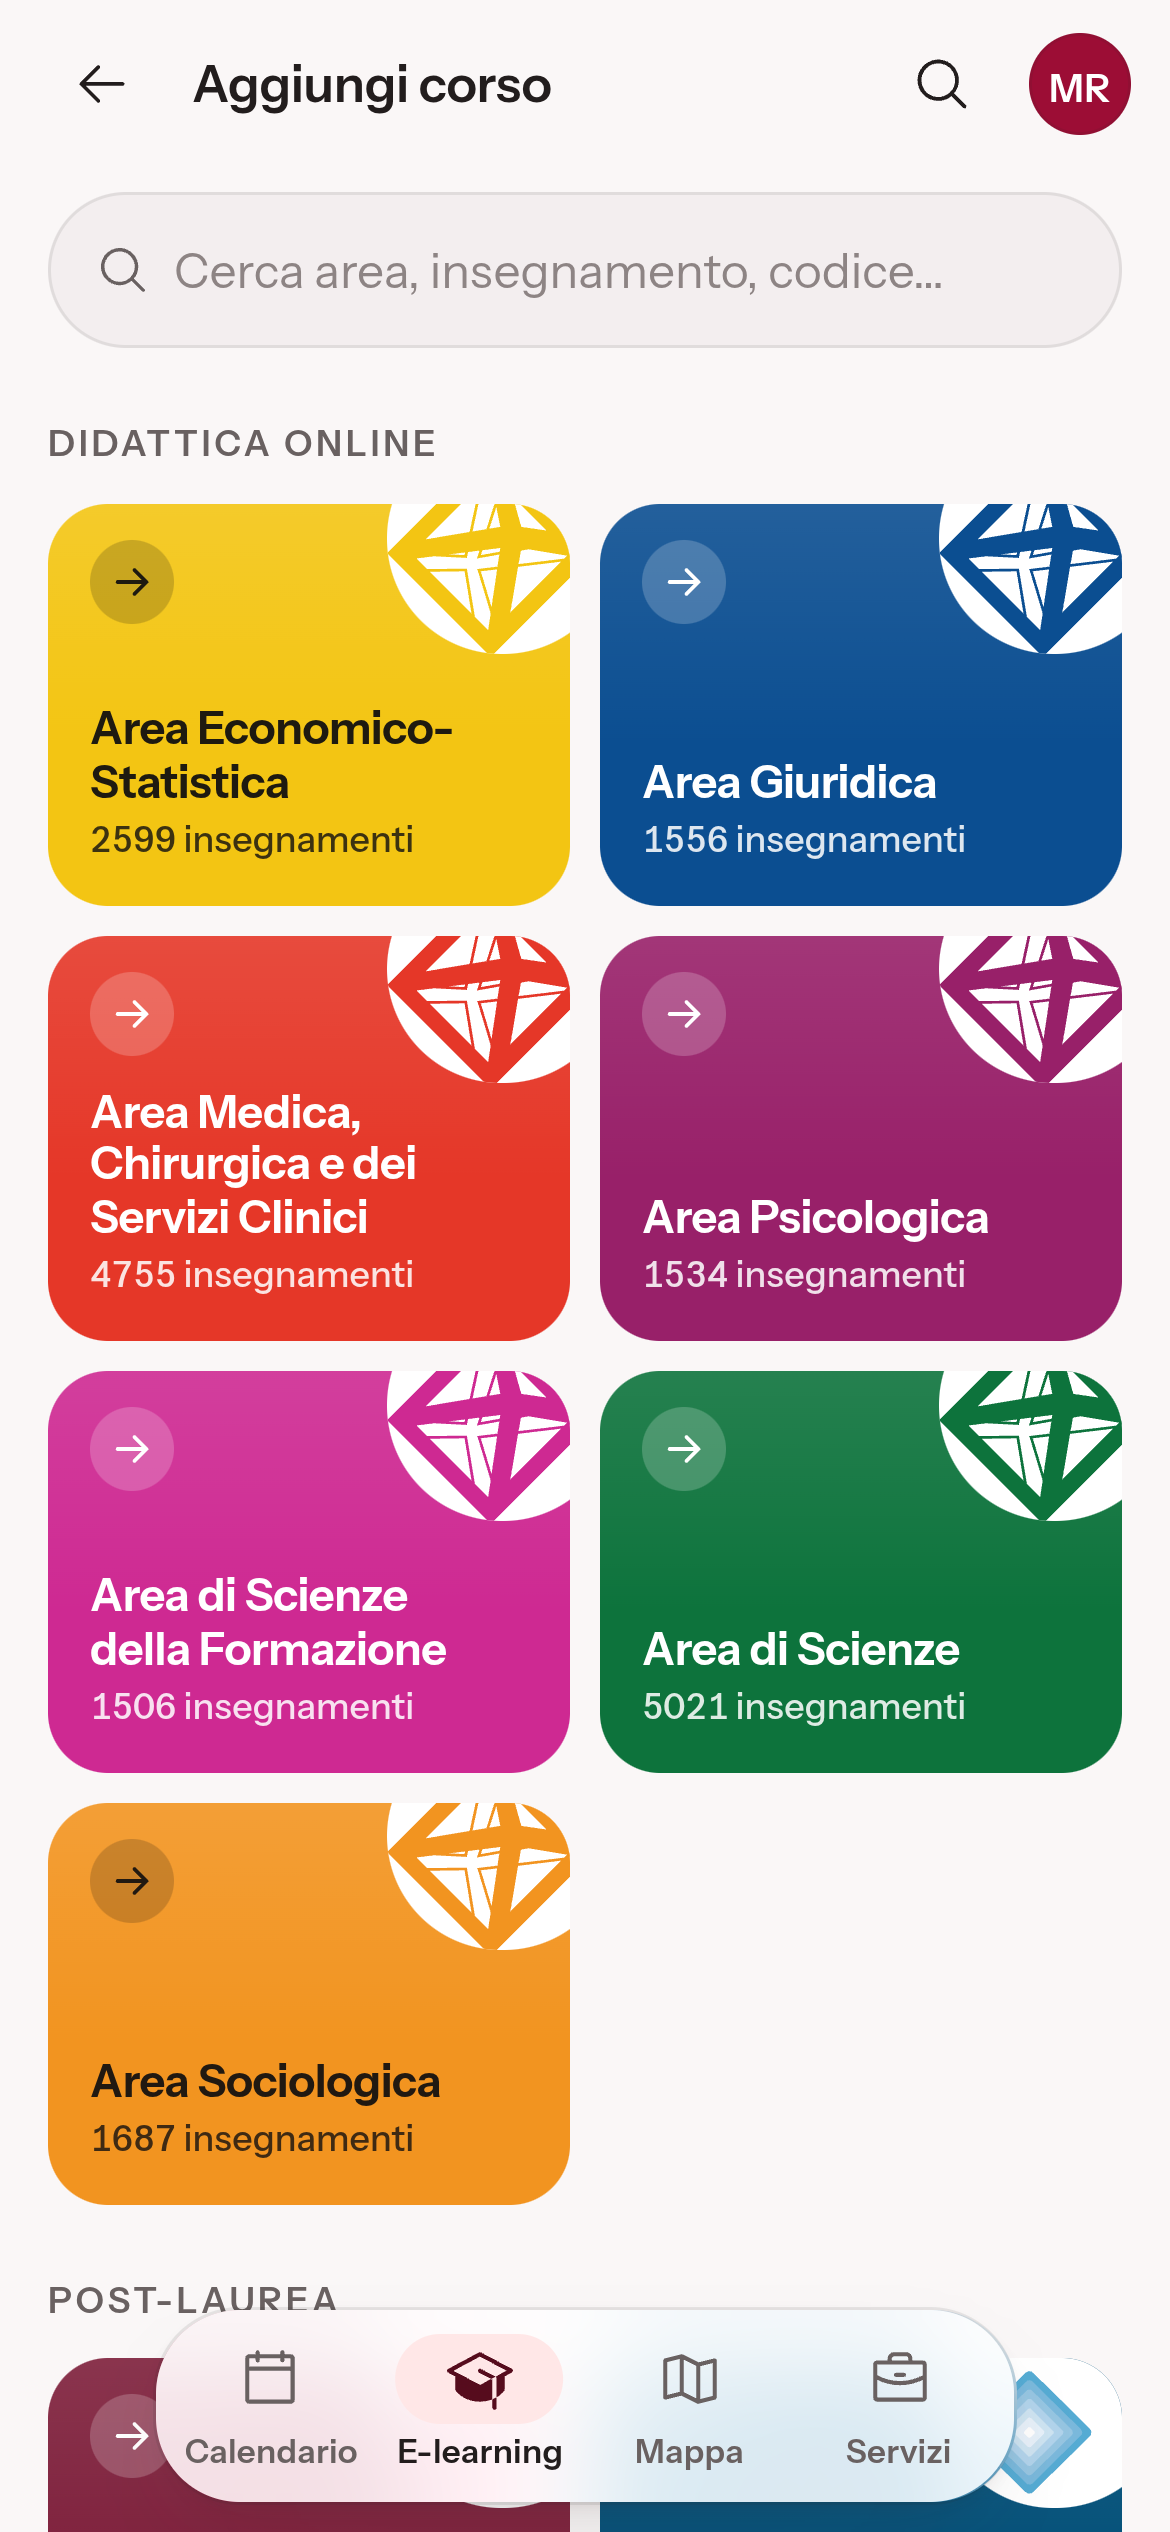 Aggiungi corso
MR
Cerca area, insegnamento, codice...
DIDATTICA ONLINE
Area Economico-
Statistica
2599 insegnamenti
Area Giuridica
1556 insegnamenti
Area Medica,
Chirurgica e dei
Servizi Clinici
4755 insegnamenti
Area Psicologica
1534 insegnamenti
Area di Scienze
della Formazione
1506 insegnamenti
Area di Scienze
5021 insegnamenti
Area Sociologica
1687 insegnamenti
POST-LAUREA
Calendario
E-learning
Mappa
Servizi